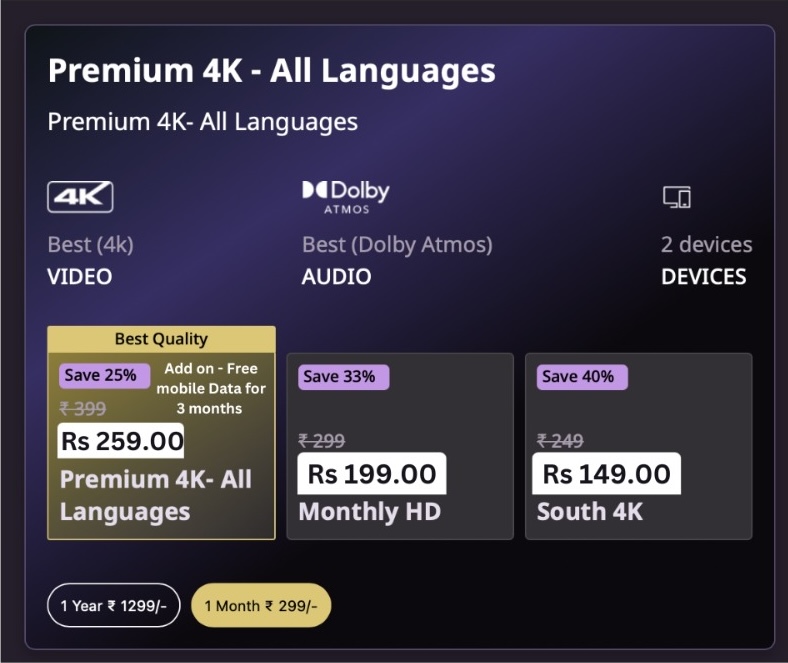 Premium 4K - All Languages
Premium 4K- All Languages
4K
Dolby
ATMOS
Best (4k)
VIDEO
Best (Dolby Atmos)
AUDIO
2 devices
DEVICES
Best Quality
Save 25%
Add on - Free
mobile Data for
3 months
₹ 399
Rs 259.00
Premium 4K- All
Languages
Save 33%
₹ 299
Rs 199.00
Monthly HD
Save 40%
₹ 249
Rs 149.00
South 4K
1 Year ₹ 1299/-
1 Month ₹ 299/-